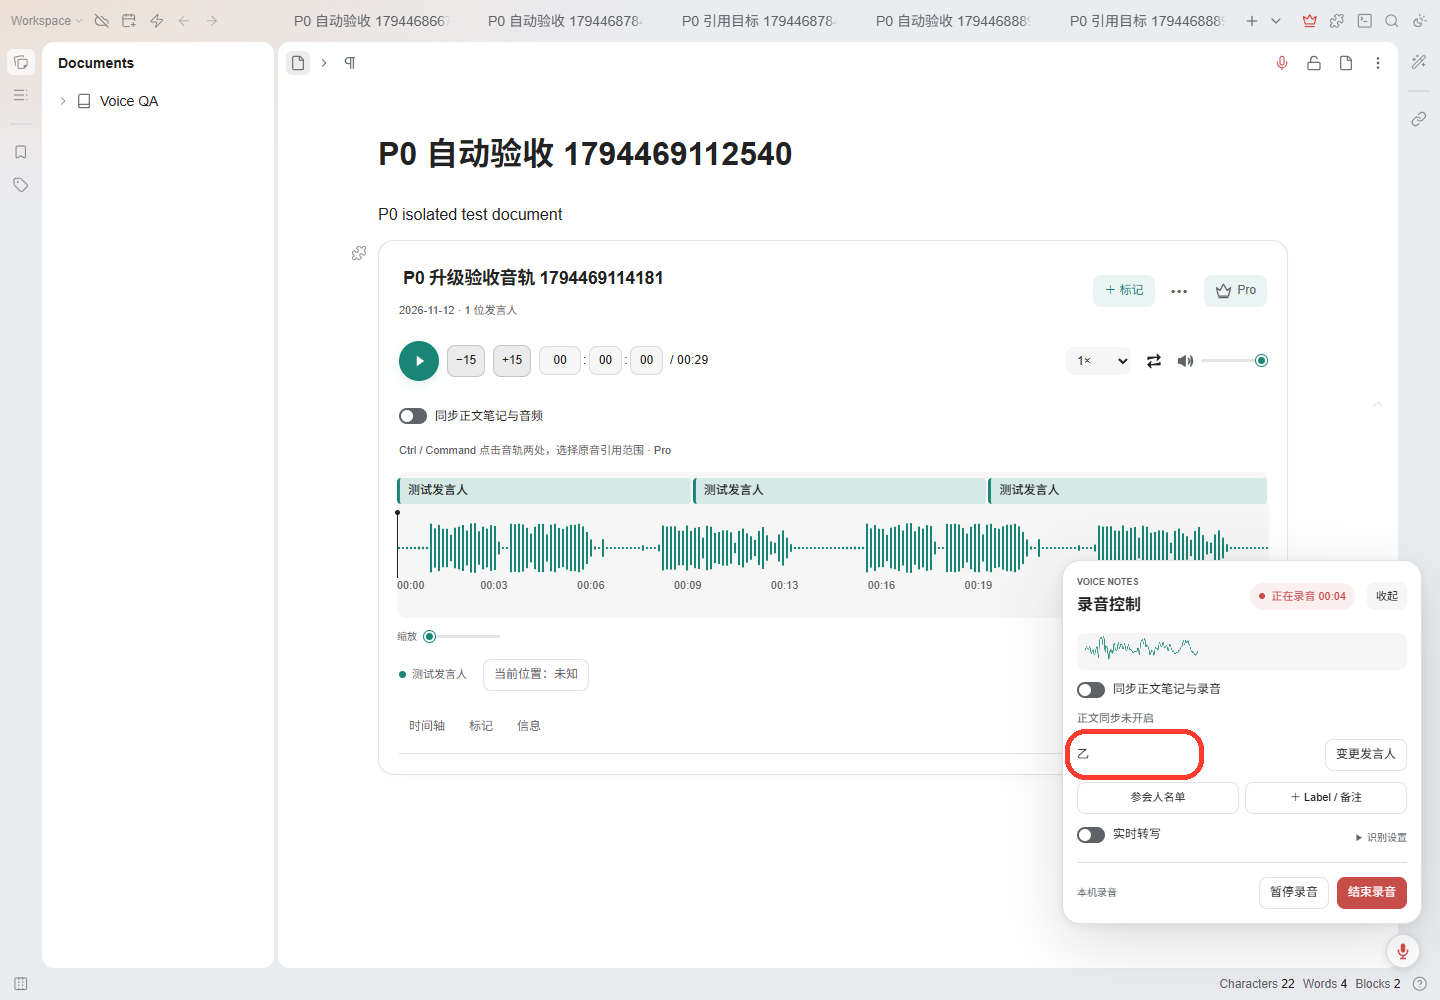 Workspace
P0 自动验收 1794468667
P0 自动验收 179446878
P0 引用目标 179446878
P0 自动验收 179446888
P0 引用目标 179446888
Documents
Voice QA
P0 自动验收 1794469112540
P0 isolated test document
P0 升级验收音轨 1794469114181
2026-11-12 · 1 位发言人
+ 标记
Pro
−15
+15
00 : 00 : 00 / 00:29
1×
同步正文笔记与音频
Ctrl / Command 点击音轨两处，选择原音引用范围 · Pro
测试发言人
测试发言人
测试发言人
00:00
00:03
00:06
00:09
00:13
00:16
00:19
缩放
测试发言人
当前位置：未知
时间轴
标记
信息
VOICE NOTES
录音控制
正在录音 00:04
收起
同步正文笔记与录音
正文同步未开启
乙
变更发言人
参会人名单
+ Label / 备注
实时转写
识别设置
本机录音
暂停录音
结束录音
Characters 22 Words 4 Blocks 2